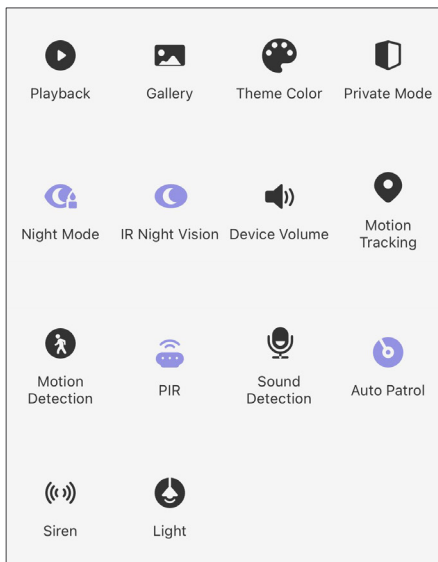 Playback
Gallery
Theme Color
Private Mode
Night Mode
IR Night Vision
Device Volume
Motion
Tracking
Motion
Detection
PIR
Sound
Detection
Auto Patrol
Siren
Light